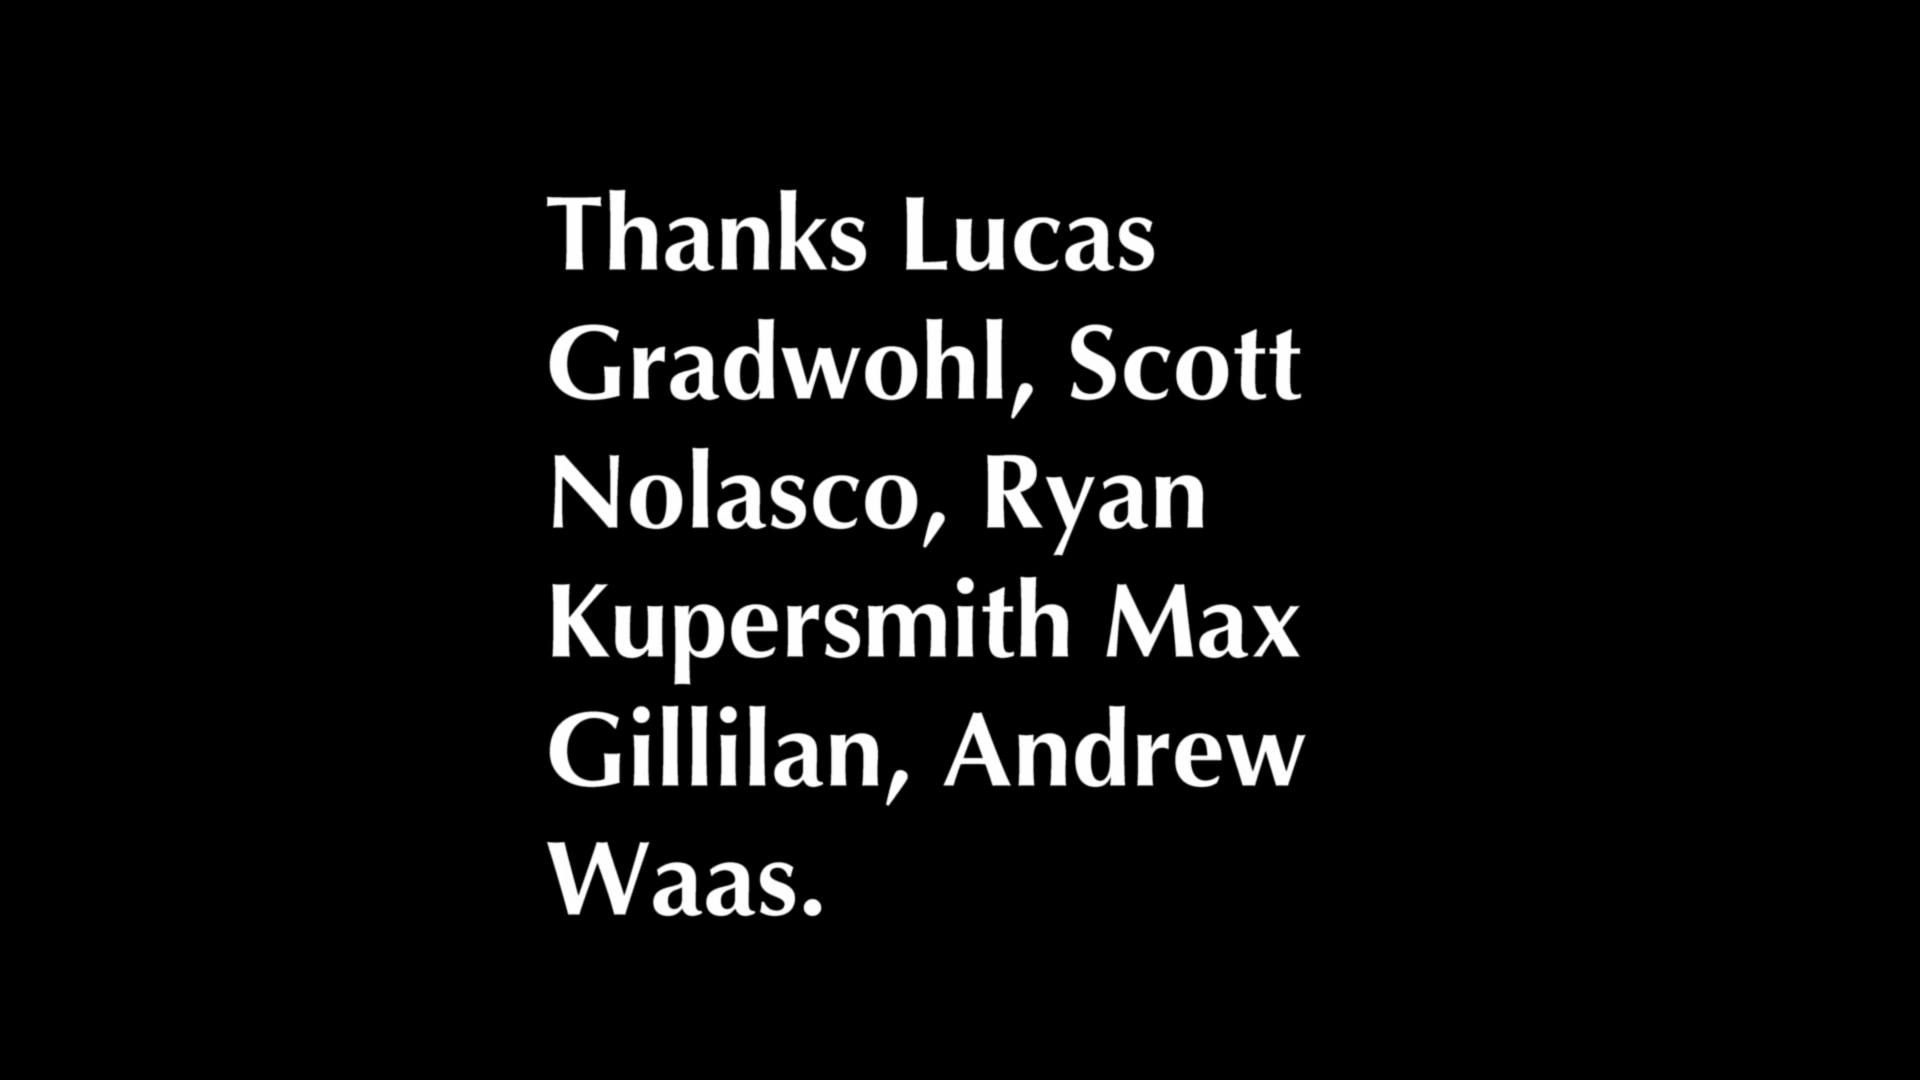 Thanks Lucas
Gradwohl, Scott
Nolasco, Ryan
Kupersmith Max
Gillilan, Andrew
Waas.